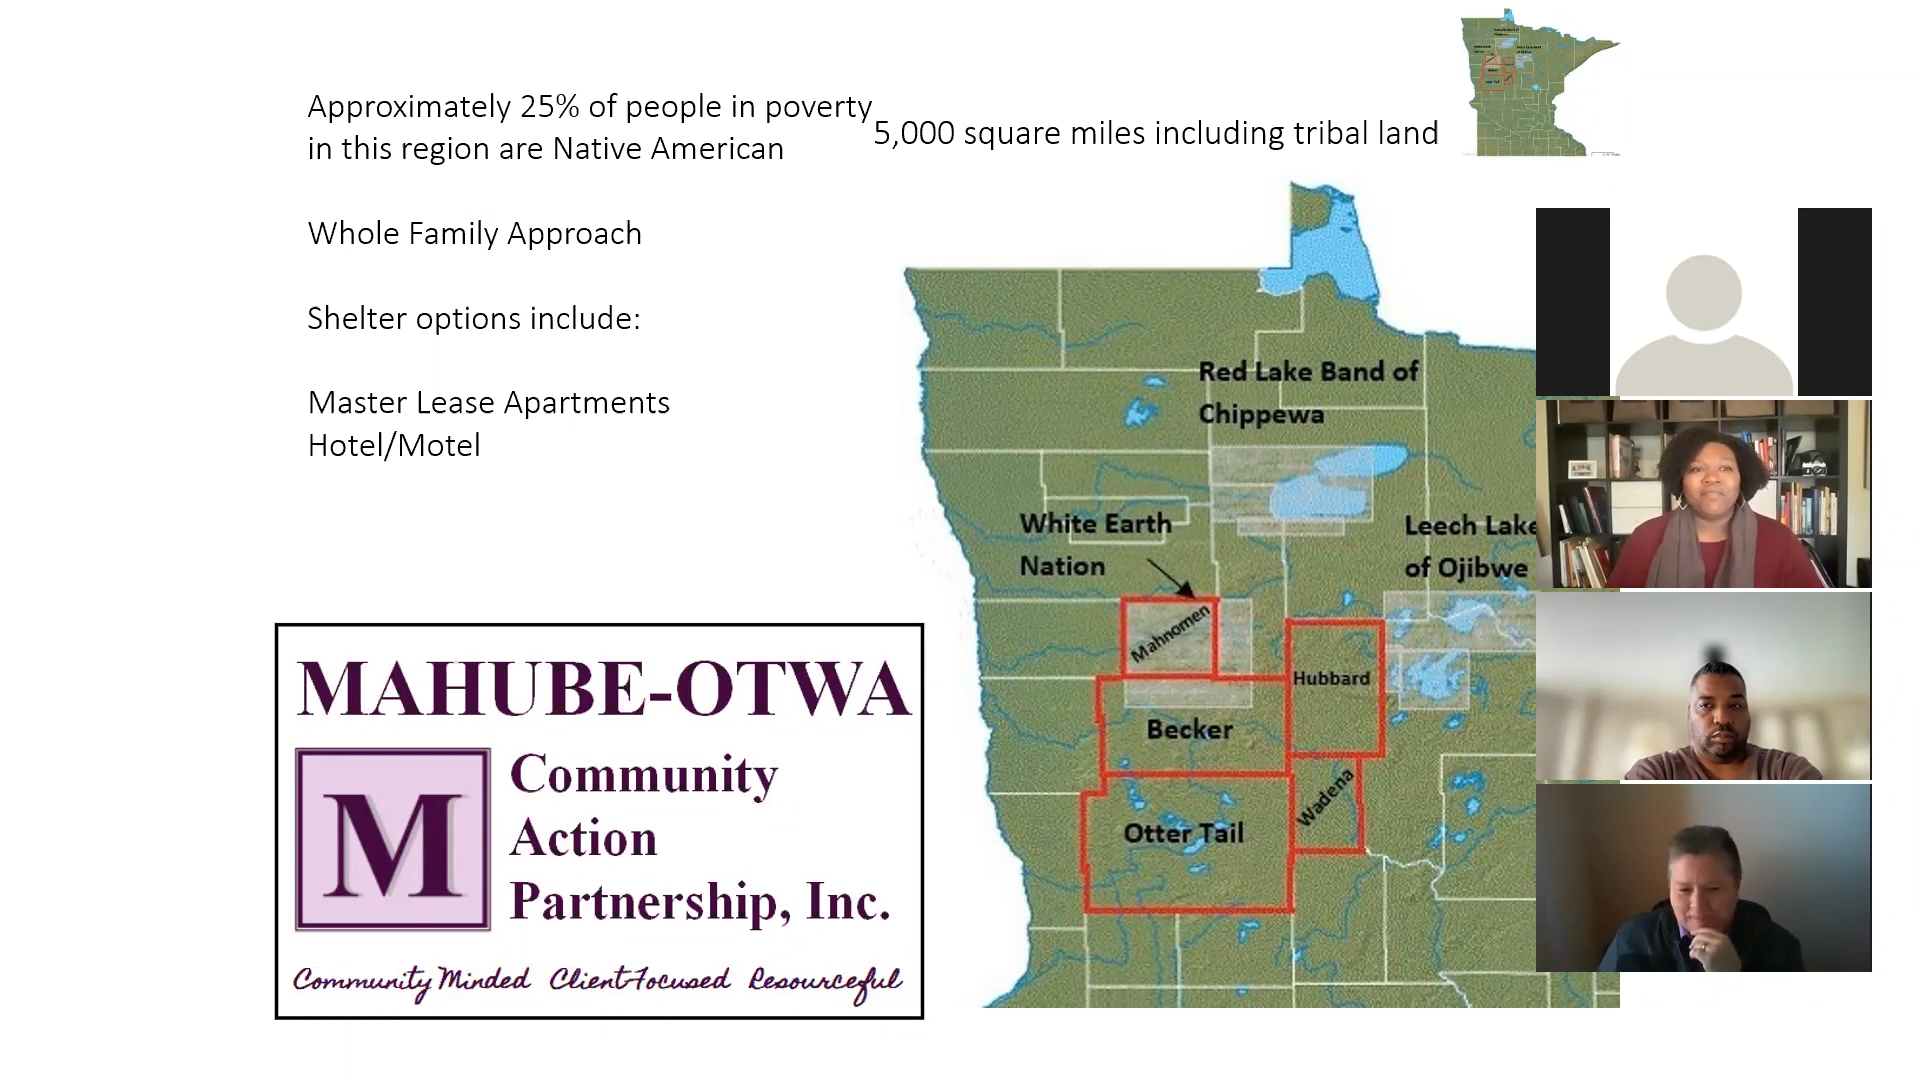 Approximately 25% of people in poverty
in this region are Native American
Whole Family Approach
Shelter options include:
Master Lease Apartments
Hotel/Motel
5,000 square miles including tribal land
Red Lake Band of
Chippewa
White Earth
Nation
Leech Lake
of Ojibwe
Mahnomen
Hubbard
Becker
Wadena
Otter Tail
MAHUBE-OTWA
M
Community
Action
Partnership, Inc.
Community Minded Client Focused Resourceful